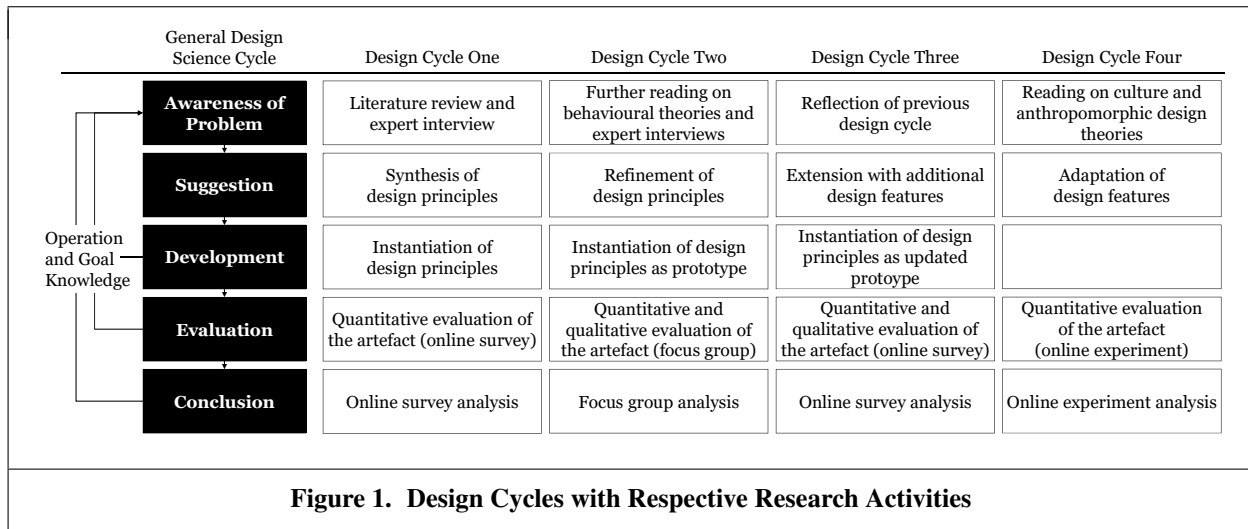 General Design
Science Cycle
Design Cycle One
Design Cycle Two
Design Cycle Three
Design Cycle Four
Awareness of
Problem
Literature review and
expert interview
Further reading on
behavioural theories and
expert interviews
Reflection of previous
design cycle
Reading on culture and
anthropomorphic design
theories
Suggestion
Synthesis of
design principles
Refinement of
design principles
Extension with additional
design features
Adaptation of
design features
Operation
and Goal
Knowledge
Development
Instantiation of
design principles
Instantiation of design
principles as prototype
Instantiation of design
principles as updated
protoype
Evaluation
Quantitative evaluation of
the artefact (online survey)
Quantitative and
qualitative evaluation of
the artefact (focus group)
Quantitative and
qualitative evaluation of
the artefact (online survey)
Quantitative evaluation
of the artefact
(online experiment)
Conclusion
Online survey analysis
Focus group analysis
Online survey analysis
Online experiment analysis
Figure 1. Design Cycles with Respective Research Activities